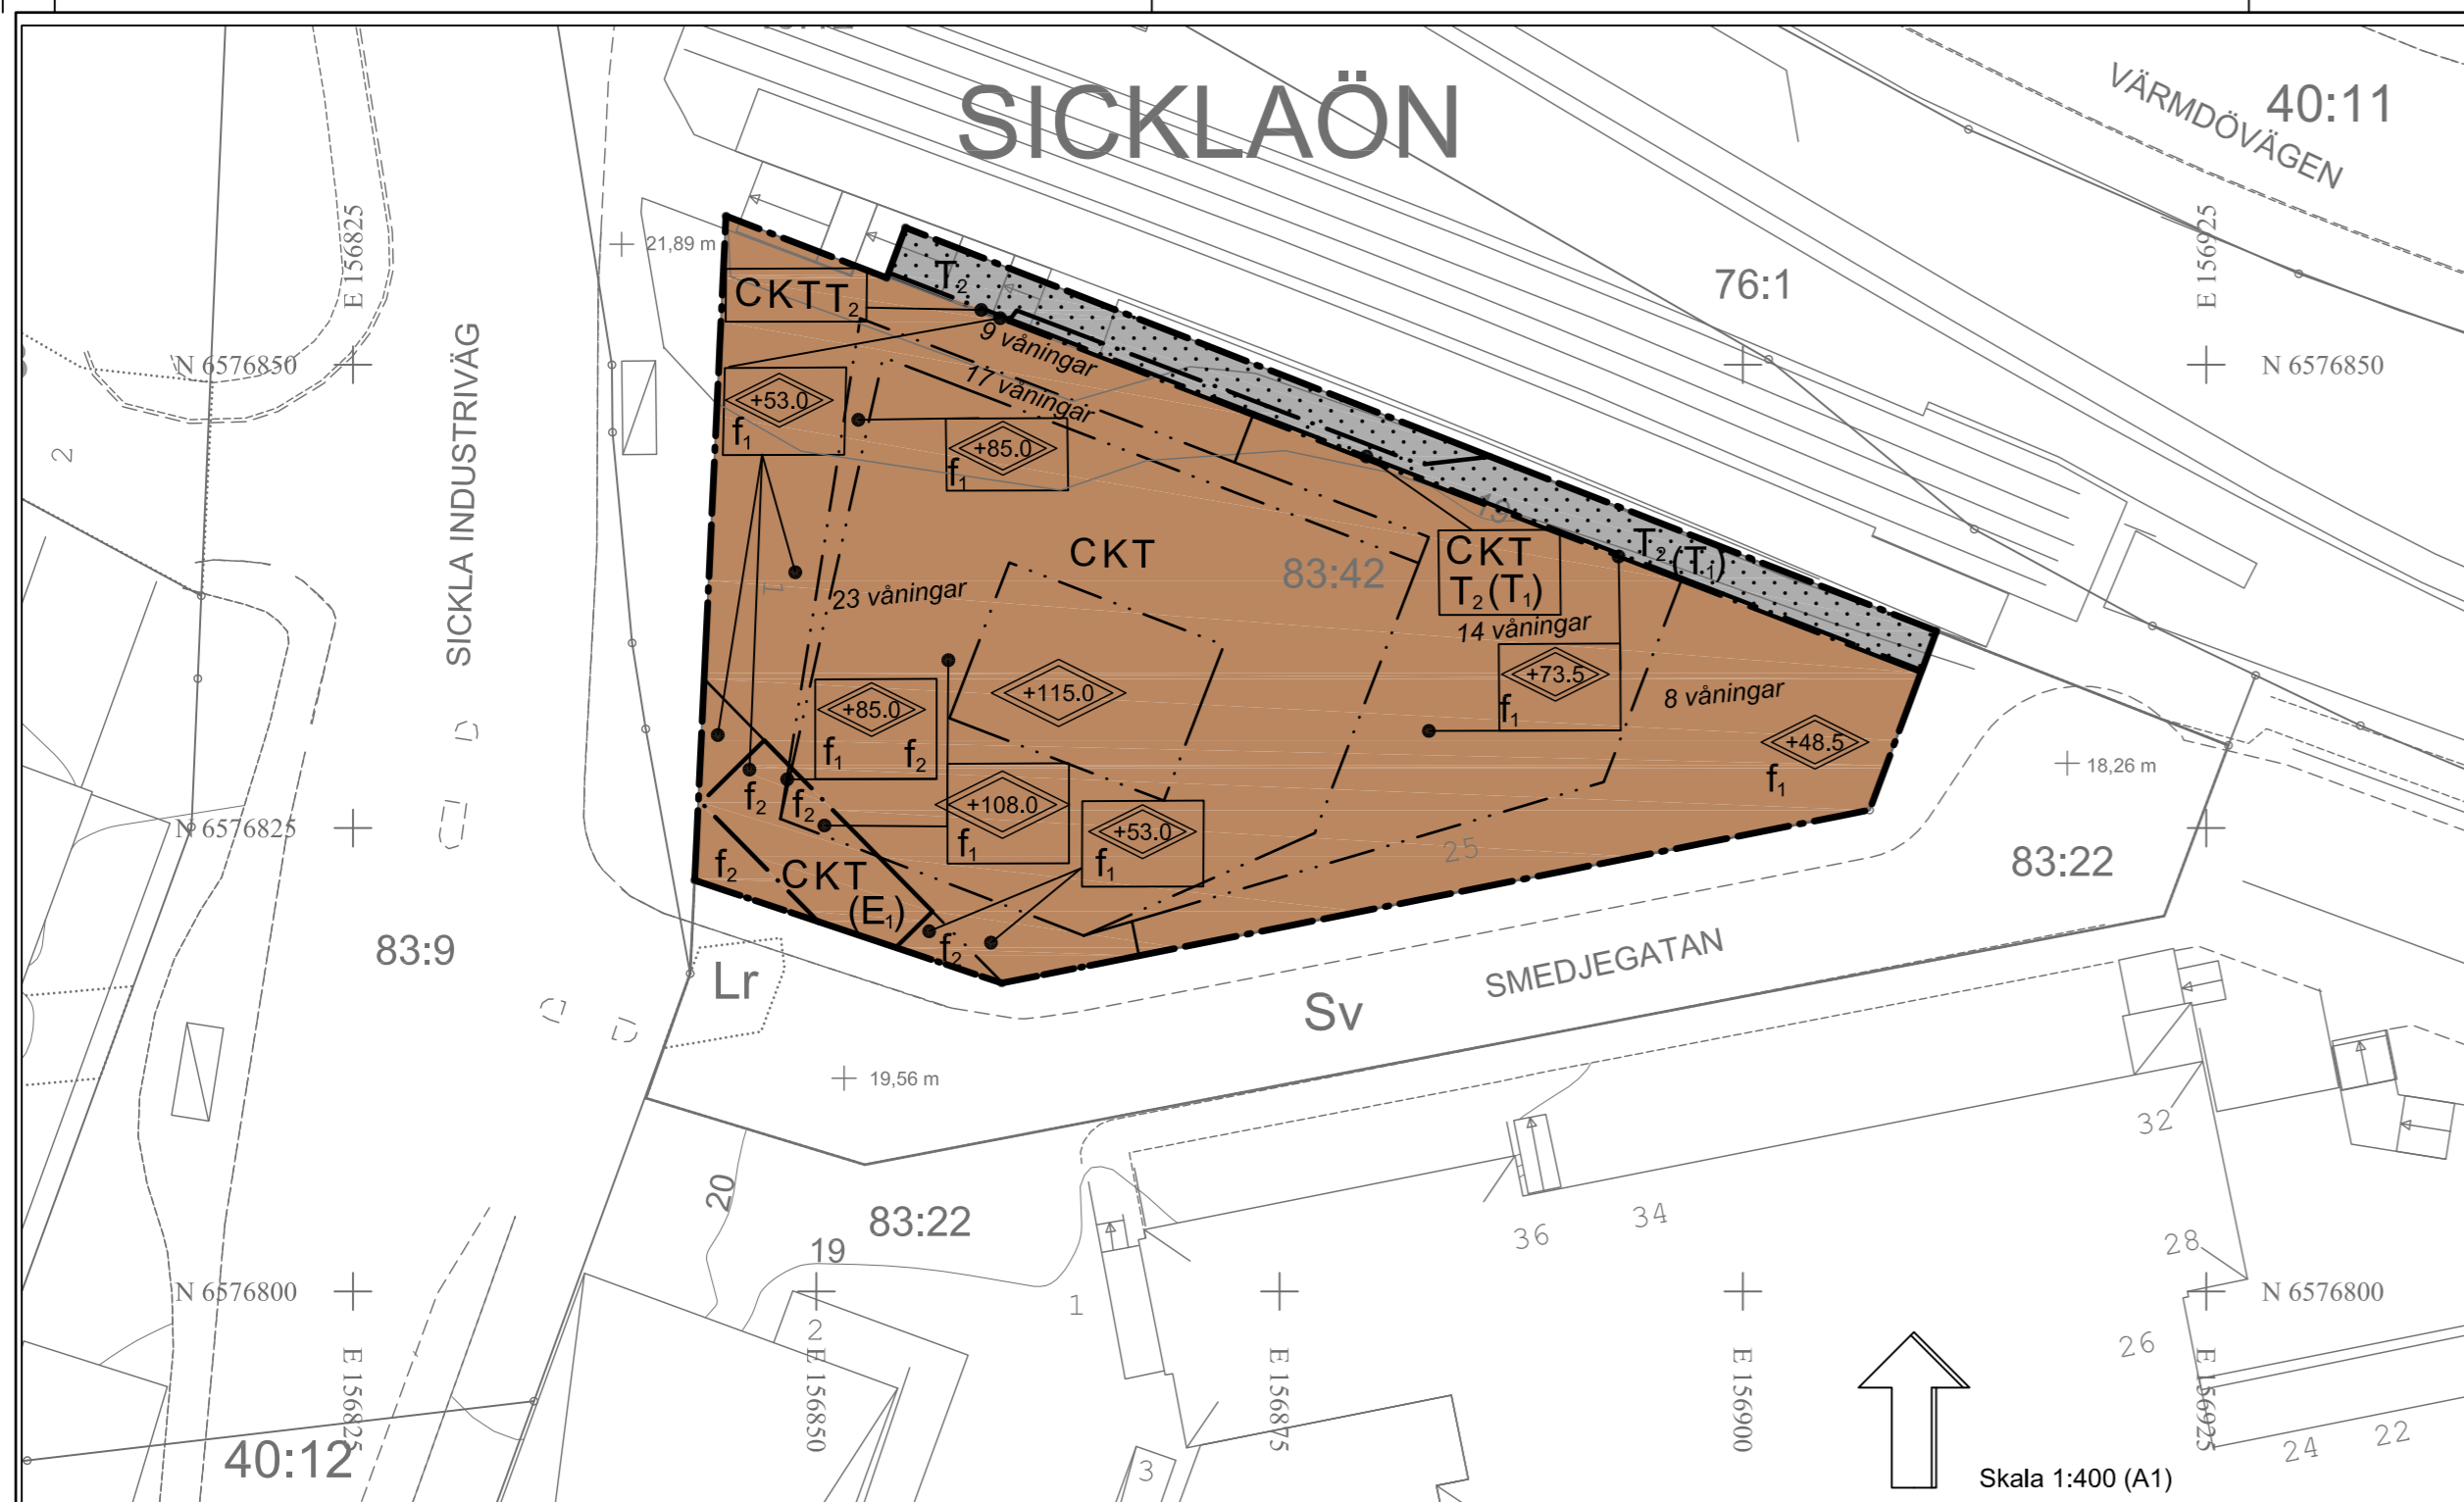 SICKLAÖN
VÄRMDÖVÄGEN
40:11
E 156825
21,89 m
T2
CKTT2
76:1
E 156925
N 6576850
9 våningar
17 våningar
N 6576850
SICKLA INDUSTRIVÄG
2
+53.0
f1
+85.0
f1
CKT
83:42
19
CKT
T2(T1)
T2(T1)
1
23 våningar
14 våningar
+73.5
f1
8 våningar
+48.5
f1
+115.0
+85.0
f1 f2
18,26 m
N 6576825
f2
f2
+108.0
f1
+53.0
f1
25
83:22
f2
CKT
(E1)
f2
83:9
Lr
SMEDJEGATAN
Sv
19,56 m
20
83:22
19
36
34
32
28
N 6576800
1
N 6576800
2
26
E 156825
E 156850
E 156875
E 156900
E 156925
40:12
3
24
22
Skala 1:400 (A1)